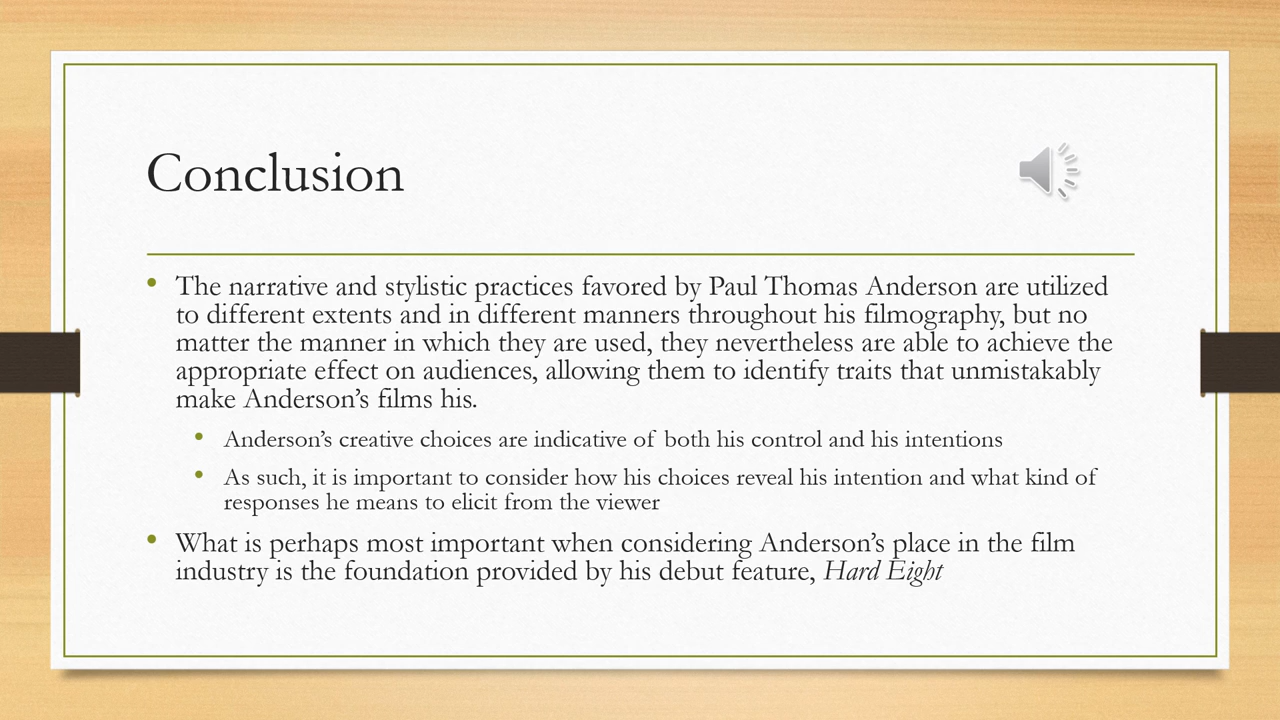 Conclusion
• The narrative and stylistic practices favored by Paul Thomas Anderson are utilized
to different extents and in different manners throughout his filmography, but no
matter the manner in which they are used, they nevertheless are able to achieve the
appropriate effect on audiences, allowing them to identify traits that unmistakably
make Anderson’s films his.
• Anderson’s creative choices are indicative of both his control and his intentions
• As such, it is important to consider how his choices reveal his intention and what kind of
responses he means to elicit from the viewer
• What is perhaps most important when considering Anderson’s place in the film
industry is the foundation provided by his debut feature, Hard Eight